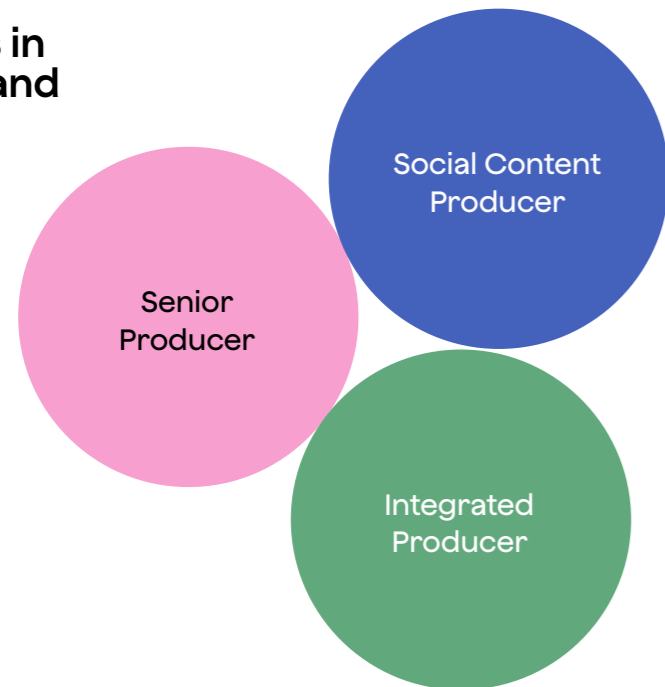 in
and
Social Content
Producer
Senior
Producer
Integrated
Producer